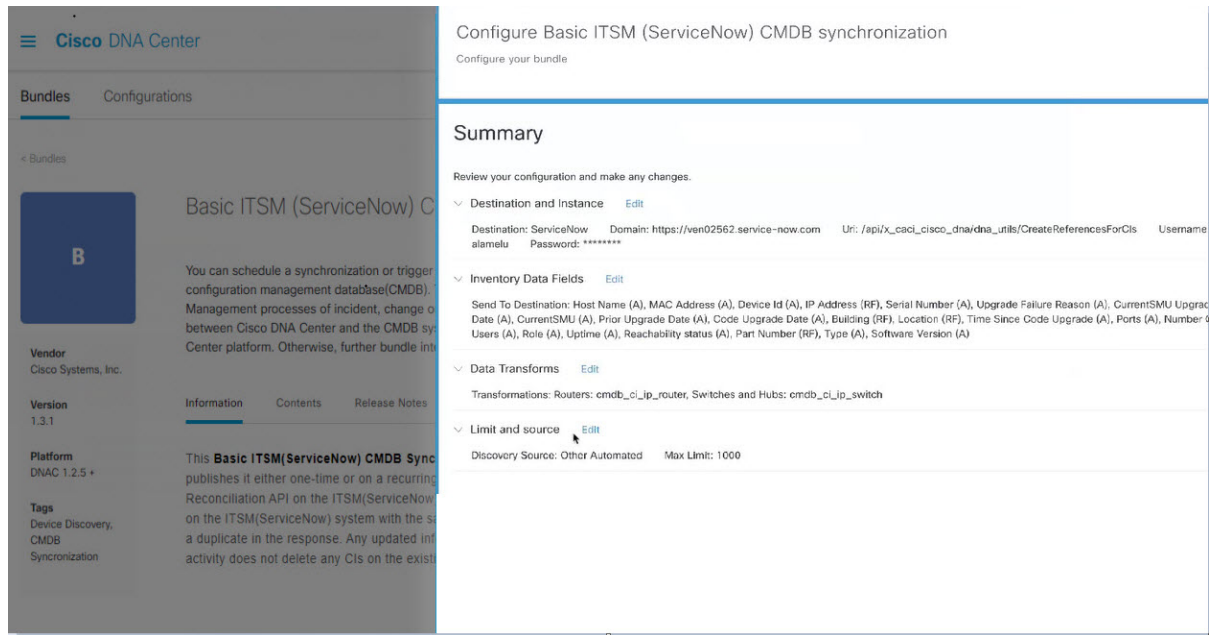 Cisco DNA Center
Bundles Configurations
< Bundles
B
Vendor
Cisco Systems, Inc.
Version
1.3.1
Platform
DNAC 1.2.5 +
Tags
Device Discovery,
CMDB
Syncronization
Basic ITSM (ServiceNow) C
You can schedule a synchronization or trigger
configuration management database(CMDB).
Management processes of incident, change o
between Cisco DNA Center and the CMDB sy
Center platform. Otherwise, further bundle int
Information Contents Release Notes
This Basic ITSM(ServiceNow) CMDB Sync
publishes it either one-time or on a recurring
Reconciliation API on the ITSM(ServiceNow
on the ITSM(ServiceNow) system with the sa
a duplicate in the response. Any updated inf
activity does not delete any CIs on the exist
Configure Basic ITSM (ServiceNow) CMDB synchronization
Configure your bundle
Summary
Review your configuration and make any changes.
Destination and Instance Edit
Destination: ServiceNow Domain: https://ven02562.service-now.com Uri: /api/x_caci_cisco_dna/dna_utils/CreateReferencesForCIs Username
alamelu Password: ********
Inventory Data Fields Edit
Send To Destination: Host Name (A), MAC Address (A), Device Id (A), IP Address (RF), Serial Number (A), Upgrade Failure Reason (A), CurrentSMU Upgrad
Date (A), CurrentSMU (A), Prior Upgrade Date (A), Code Upgrade Date (A), Building (RF), Location (RF), Time Since Code Upgrade (A), Ports (A), Number
Users (A), Role (A), Uptime (A), Reachability status (A), Part Number (RF), Type (A), Software Version (A)
Data Transforms Edit
Transformations: Routers: cmdb_ci_ip_router, Switches and Hubs: cmdb_ci_ip_switch
Limit and source Edit
Discovery Source: Other Automated Max Limit: 1000